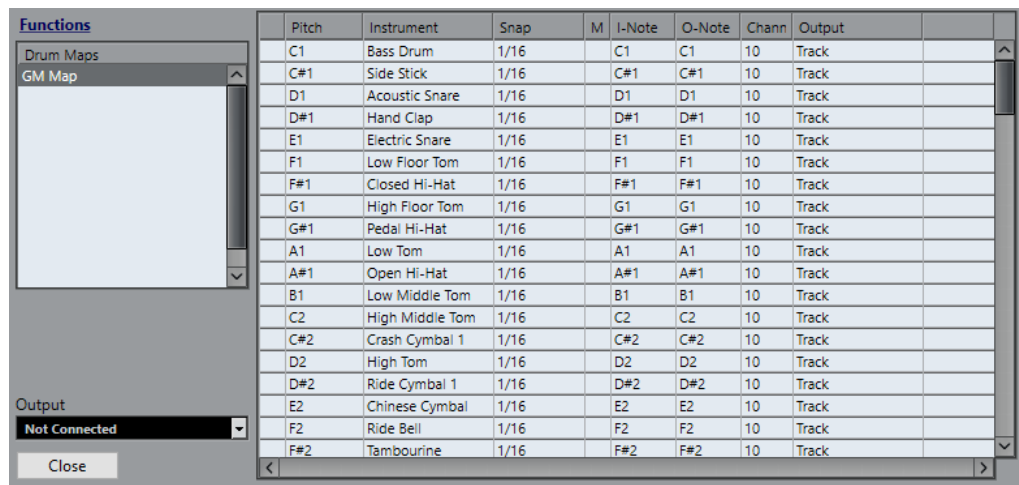 Functions
Drum Maps
GM Map
Output
Not Connected
Close
Pitch Instrument Snap M I-Note O-Note Chann Output
C1 Bass Drum 1/16 C1 C1 10 Track
C#1 Side Stick 1/16 C#1 C#1 10 Track
D1 Acoustic Snare 1/16 D1 D1 10 Track
D#1 Hand Clap 1/16 D#1 D#1 10 Track
E1 Electric Snare 1/16 E1 E1 10 Track
F1 Low Floor Tom 1/16 F1 F1 10 Track
F#1 Closed Hi-Hat 1/16 F#1 F#1 10 Track
G1 High Floor Tom 1/16 G1 G1 10 Track
G#1 Pedal Hi-Hat 1/16 G#1 G#1 10 Track
A1 Low Tom 1/16 A1 A1 10 Track
A#1 Open Hi-Hat 1/16 A#1 A#1 10 Track
B1 Low Middle Tom 1/16 B1 B1 10 Track
C2 High Middle Tom 1/16 C2 C2 10 Track
C#2 Crash Cymbal 1 1/16 C#2 C#2 10 Track
D2 High Tom 1/16 D2 D2 10 Track
D#2 Ride Cymbal 1 1/16 D#2 D#2 10 Track
E2 Chinese Cymbal 1/16 E2 E2 10 Track
F2 Ride Bell 1/16 F2 F2 10 Track
F#2 Tambourine 1/16 F#2 F#2 10 Track